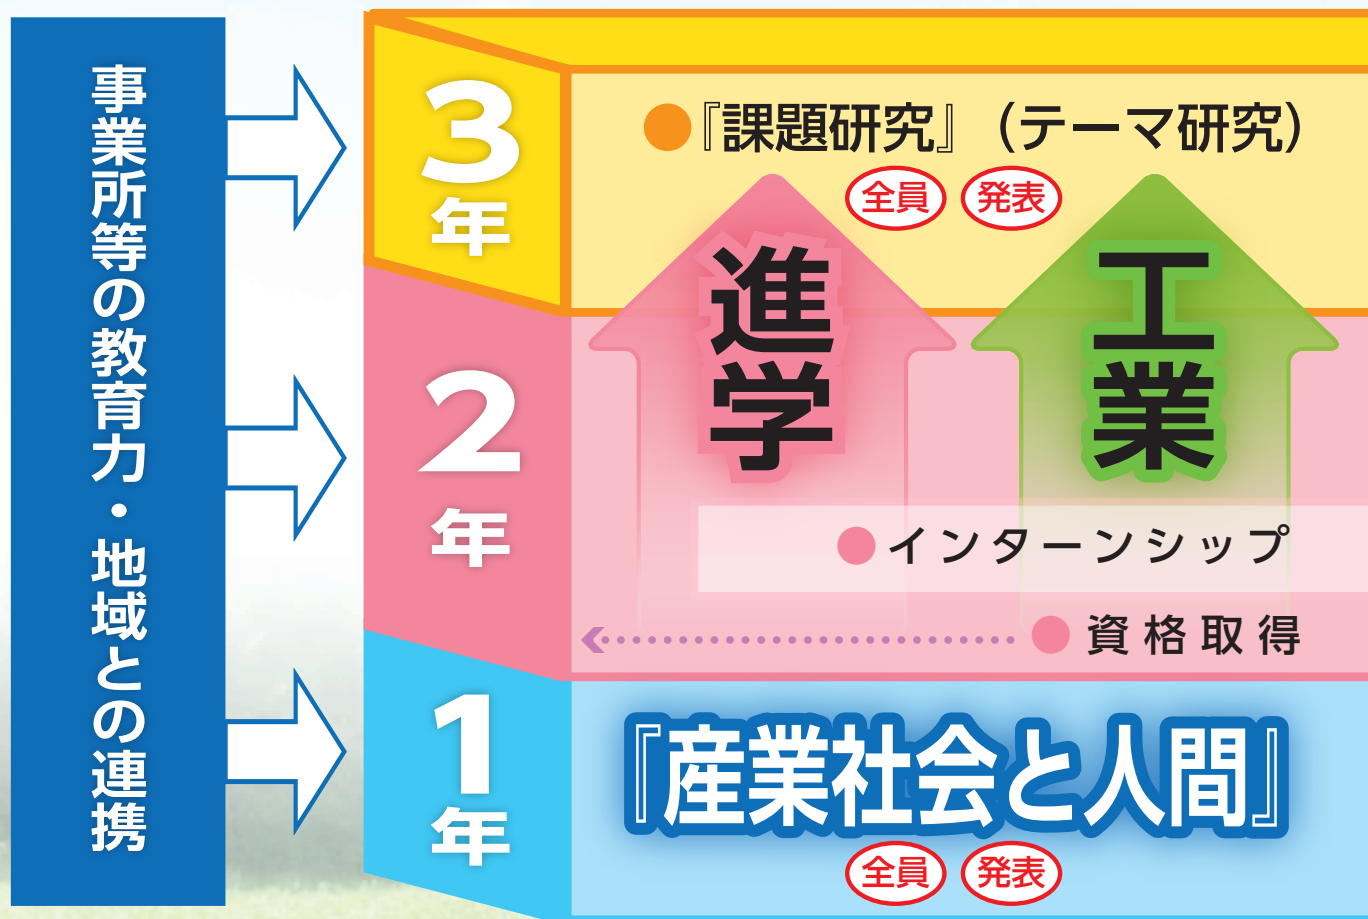 事業所等の教育力・地域との連携
3年
●『課題研究』（テーマ研究）
全員 発表
進学
工業
2年
●インターンシップ
●資格取得
1年
『産業社会と人間』
全員 発表